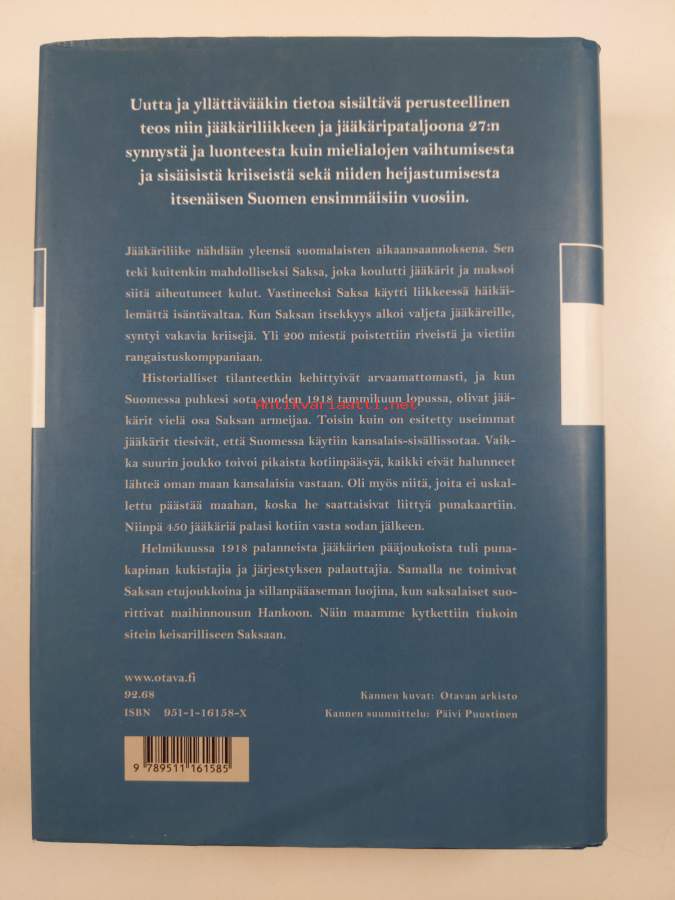 Uutta ja yllättävääkin tietoa sisältävä perusteellinen
teos niin jääkäriliikkeen ja jääkäripataljoona 27:n
synnystä ja luonteesta kuin mielialojen vaihtumisesta
ja sisäisistä kriiseistä sekä niiden heijastumisesta
itsenäisen Suomen ensimmäisiin vuosiin.
Jääkäriliike nähdään yleensä suomalaisten aikaansaannoksena. Sen
teki kuitenkin mahdolliseksi Saksa, joka koulutti jääkärit ja maksoi
siitä aiheutuneet kulut. Vastineeksi Saksa käytti liikkeessä häikäi-
lemättä isäntävaltaa. Kun Saksan itsekkyys alkoi valjeta jääkäreille,
syntyi vakavia kriisejä. Yli 200 miestä poistettiin riveistä ja vietiin
rangaistuskomppaniaan.
Historialliset tilanteetkin kehittyivät arvaamattomasti, ja kun
Suomessa puhkesi sota vuoden 1918 tammikuun lopussa, olivat jää-
Antikvariaatti.net
kärit vielä osa Saksan armeijaa. Toisin kuin on esitetty useimmat
jääkärit tiesivät, että Suomessa käytiin kansalais-sisällissotaa. Vaik-
ka suurin joukko toivoi pikaista kotiinpääsyä, kaikki eivät halunneet
lähteä oman maan kansalaisia vastaan. Oli myös niitä, joita ei uskal-
lettu päästää maahan, koska he saattaisivat liittyä punakaartiin.
Niinpä 450 jääkäriä palasi kotiin vasta sodan jälkeen.
Helmikuussa 1918 palanneista jääkärien pääjoukoista tuli puna-
kapinan kukistajia ja järjestyksen palauttajia. Samalla ne toimivat
Saksan etujoukkoina ja sillanpääaseman luojina, kun saksalaiset suo-
rittivat maihinnousun Hankoon. Näin maamme kytkettiin tiukoin
sitein keisarilliseen Saksaan.
www.otava.fi
92.68 Kannen kuvat: Otavan arkisto
ISBN 951-1-16158-X Kannen suunnittelu: Päivi Puustinen
9 789511 161585